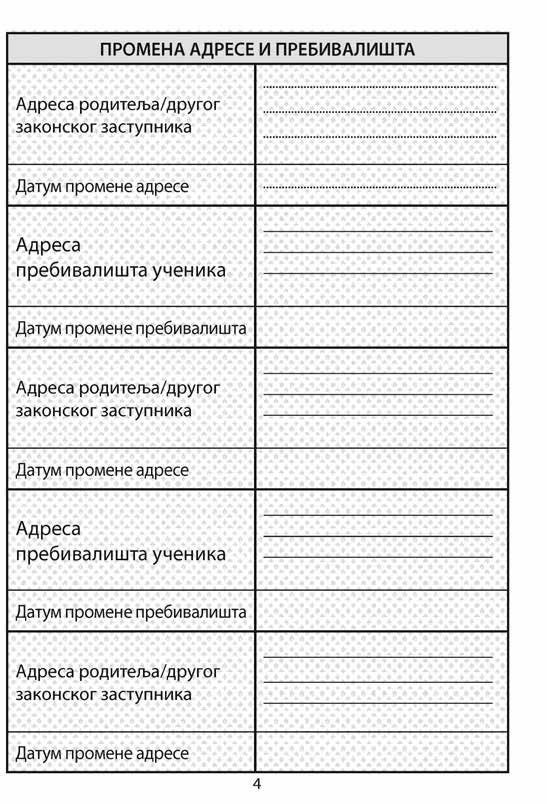 ПРОМЕНА АДРЕСЕ И ПРЕБИВАЛИШТА
Адреса родитеља/другог
законског заступника
Датум промене адресе
Адреса
пребивалишта ученика
Датум промене пребивалишта
Адреса родитеља/другог
законског заступника
Датум промене адресе
Адреса
пребивалишта ученика
Датум промене пребивалишта
Адреса родитеља/другог
законског заступника
Датум промене адресе
4